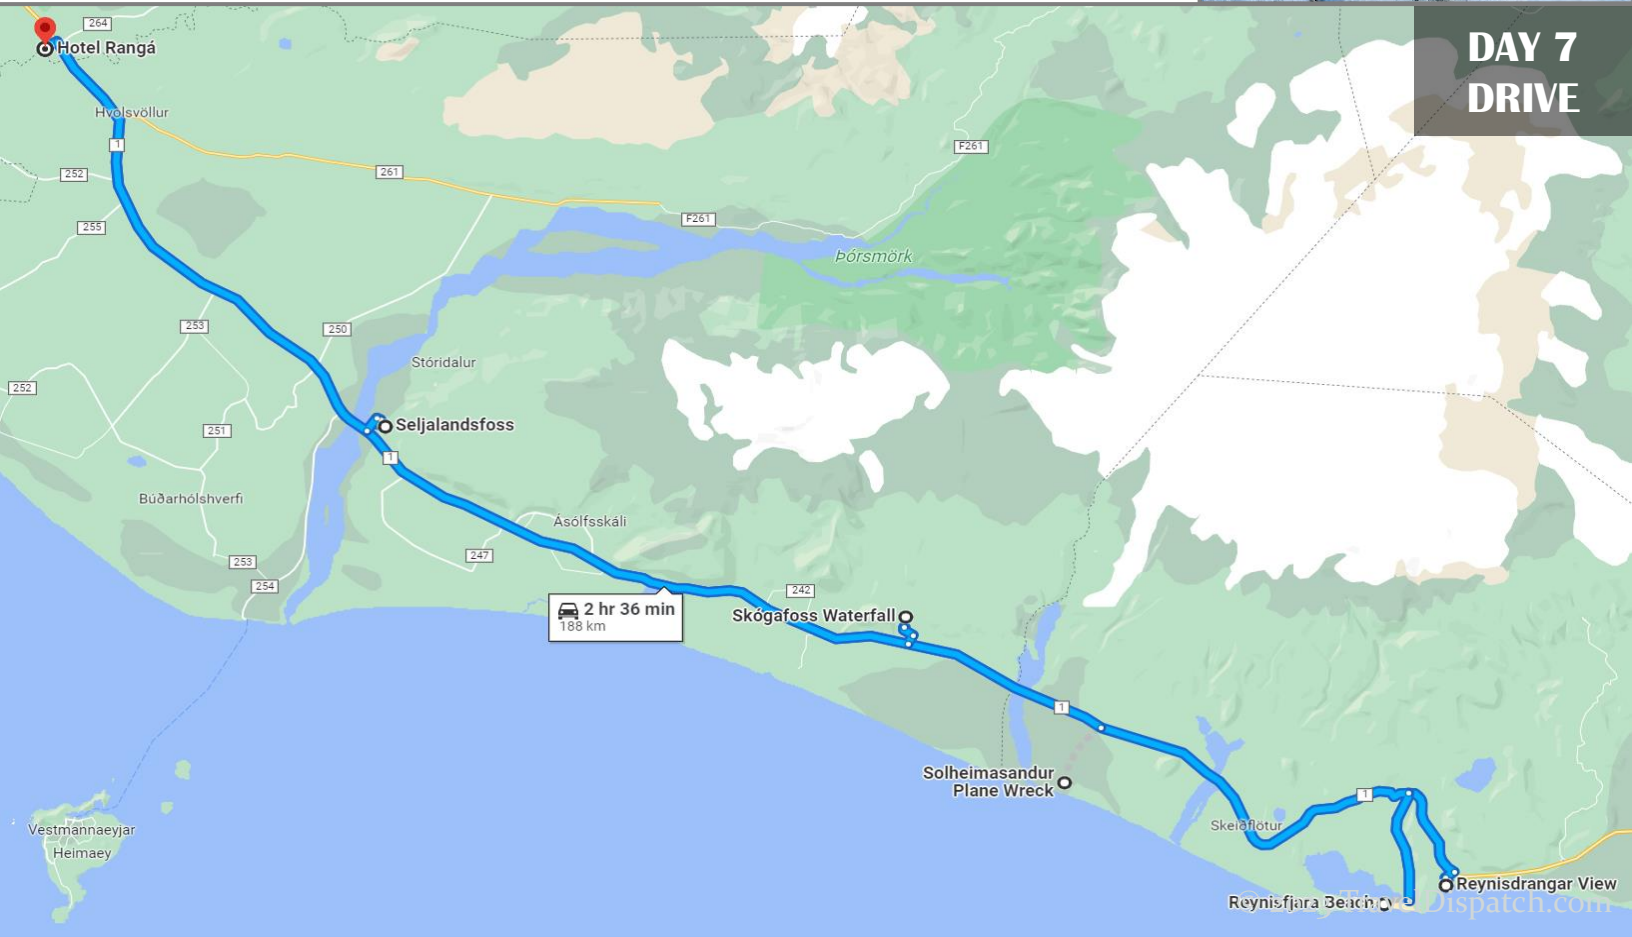 264
Hotel Rangá
DAY 7
DRIVE
Hvolsvöllur
1
F261
252
261
255
F261
Þórsmörk
253
250
Stóridalur
252
Seljalandsfoss
251
1
Búðarhólshverfi
Ásólfsskáli
247
253
254
242
2 hr 36 min
188 km
Skógafoss Waterfall
1
Solheimasandur
Plane Wreck
1
Skeiðflötur
Vestmannaeyjar
Heimaey
Reynisdrangar View
Reynisfjara Beach
Dispatch.com